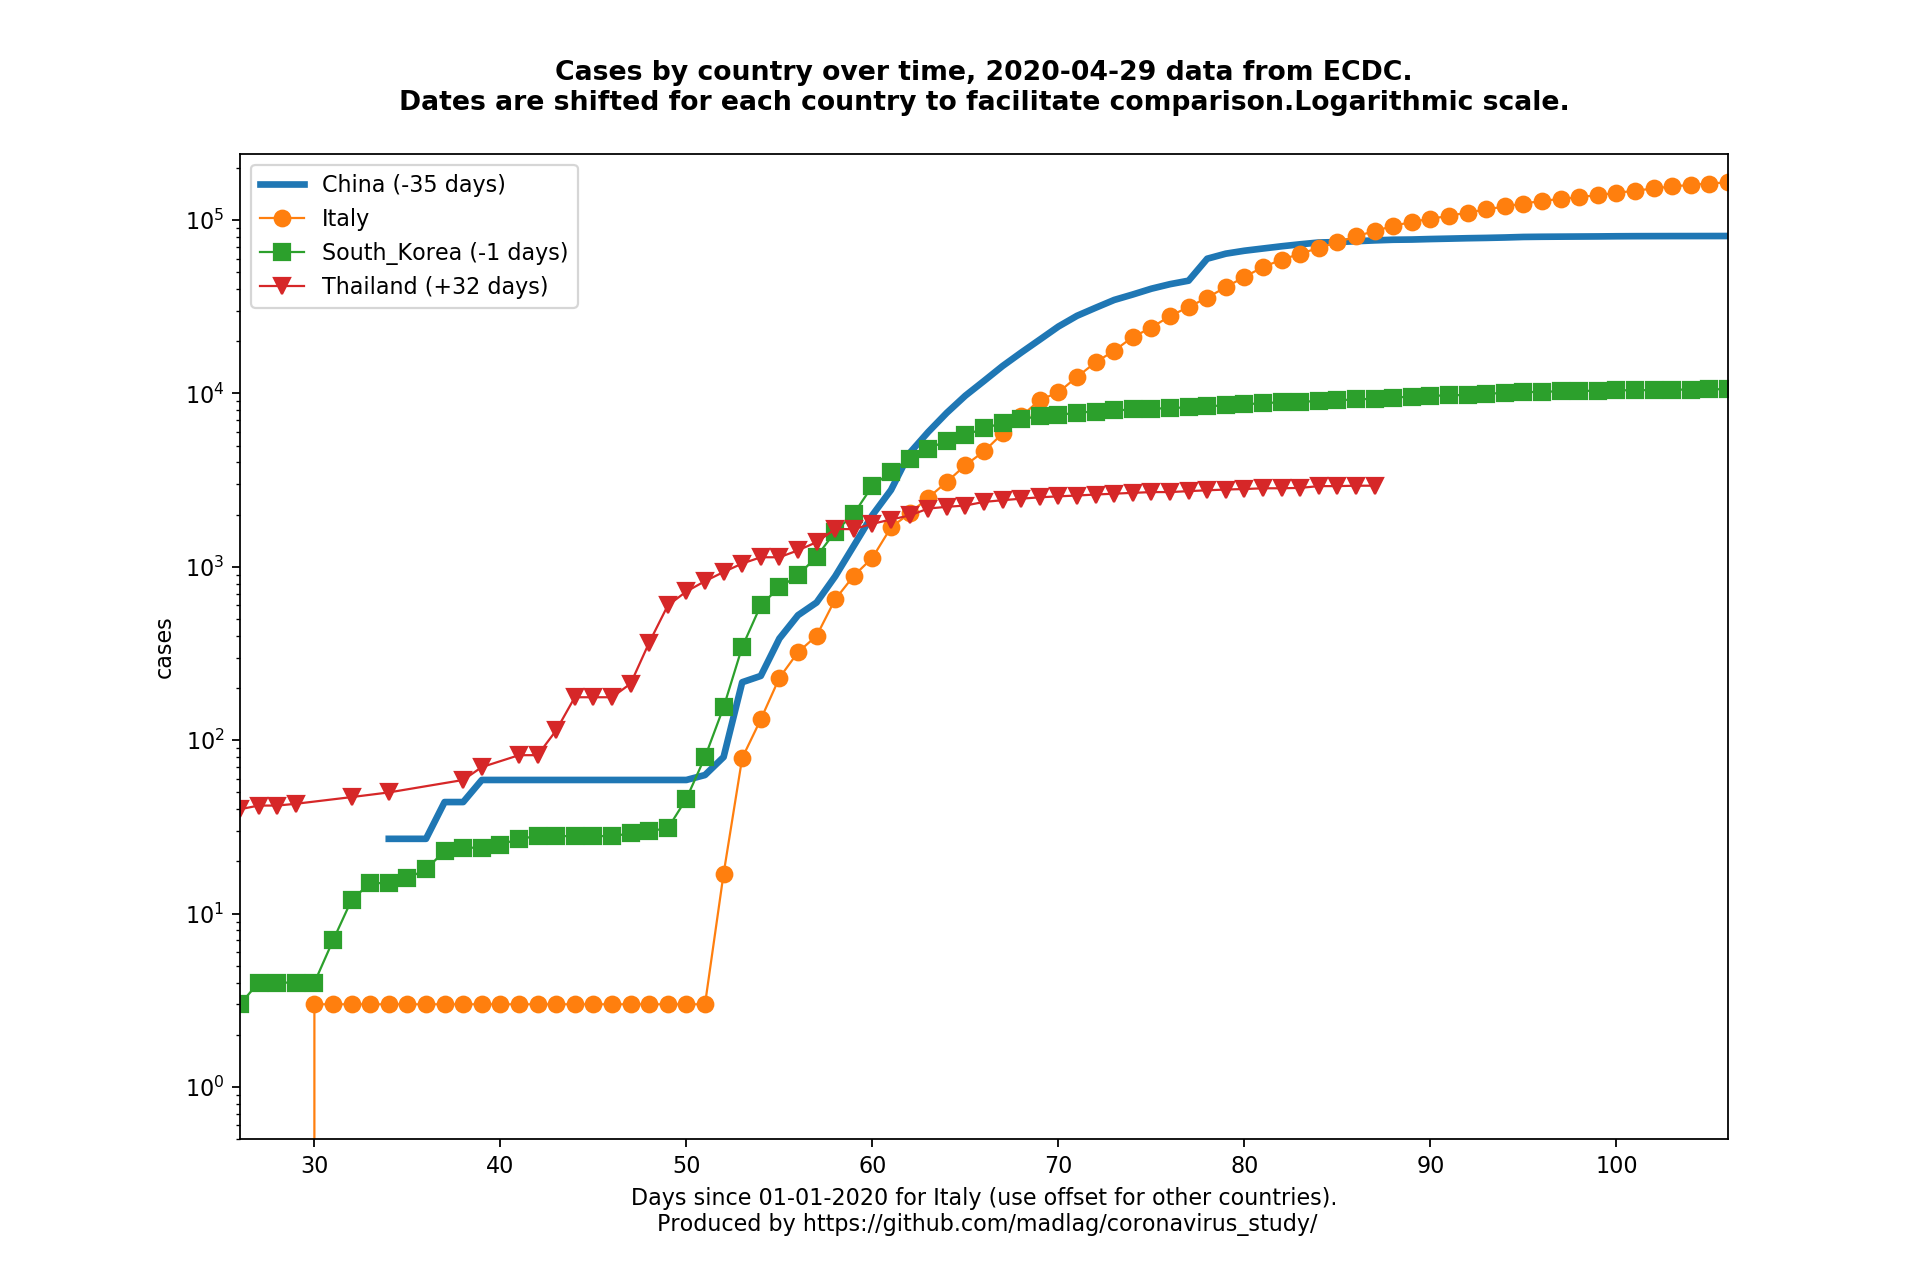 Cases by country over time, 2020-04-29 data from ECDC.
Dates are shifted for each country to facilitate comparison.Logarithmic scale.
China (-35 days)
Italy
South_Korea (-1 days)
Thailand (+32 days)
10⁵
10⁴
10³
10²
10¹
10⁰
cases
30 40 50 60 70 80 90 100
Days since 01-01-2020 for Italy (use offset for other countries).
Produced by https://github.com/madlag/coronavirus_study/